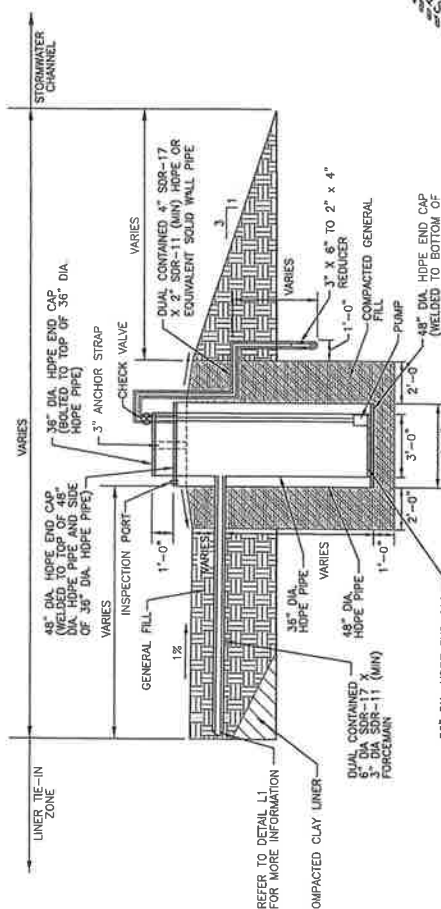 LINER TIE-IN
ZONE
VARIES
STORMWATER
CHANNEL
48" DIA. HDPE END CAP
(WELDED TO TOP OF 48"
DIA. HDPE PIPE AND SIDE
OF 36" DIA. HDPE PIPE)
36" DIA. HDPE END CAP
(BOLTED TO TOP OF 36" DIA.
HDPE PIPE)
3" ANCHOR STRAP
CHECK VALVE
VARIES
VARIES
INSPECTION PORT
1'-0"
DUAL CONTAINED 4" SDR-17
X 2" SDR-11 (MIN) HDPE OR
EQUIVALENT SOLID WALL PIPE
GENERAL FILL
1%
VARIES
3
1
VARIES
REFER TO DETAIL L1
FOR MORE INFORMATION
3" X 6" TO 2" x 4"
REDUCER
1'-0"
COMPACTED GENERAL
FILL
PUMP
OMPACTED CLAY LINER
36" DIA.
HDPE PIPE
VARIES
48" DIA.
HDPE PIPE
DUAL CONTAINED
6" DIA SDR-17 X
3" DIA SDR-11 (MIN)
FORCEMAIN
1'-0"
2'-0"
3'-0"
2'-0"
48" DIA. HDPE END CAP
(WELDED TO BOTTOM OF